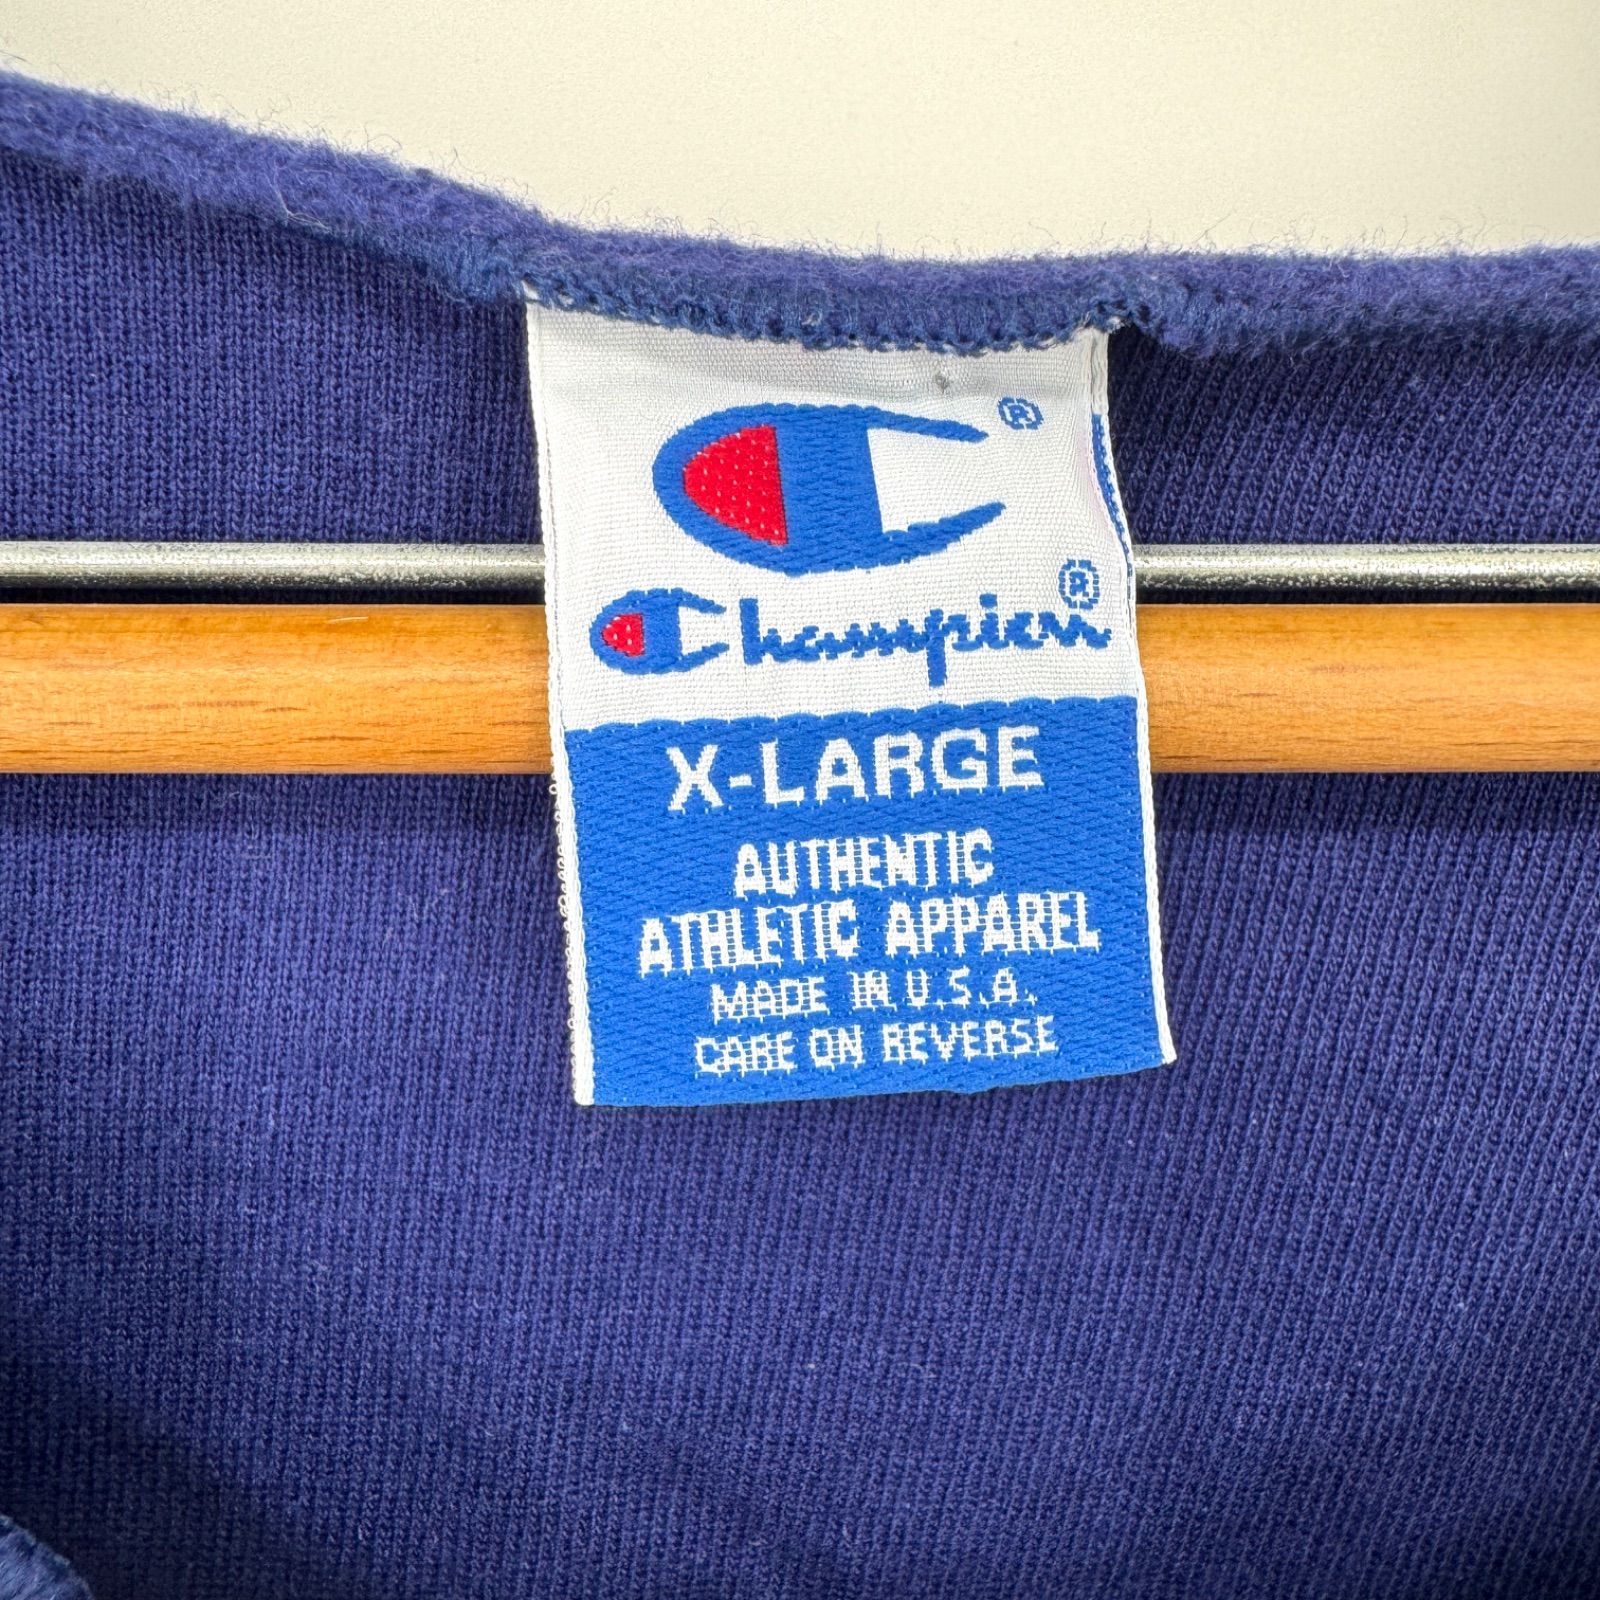 ®
Champion®
X-LARGE
AUTHENTIC
ATHLETIC APPAREL
MADE IN U.S.A.
CARE ON REVERSE